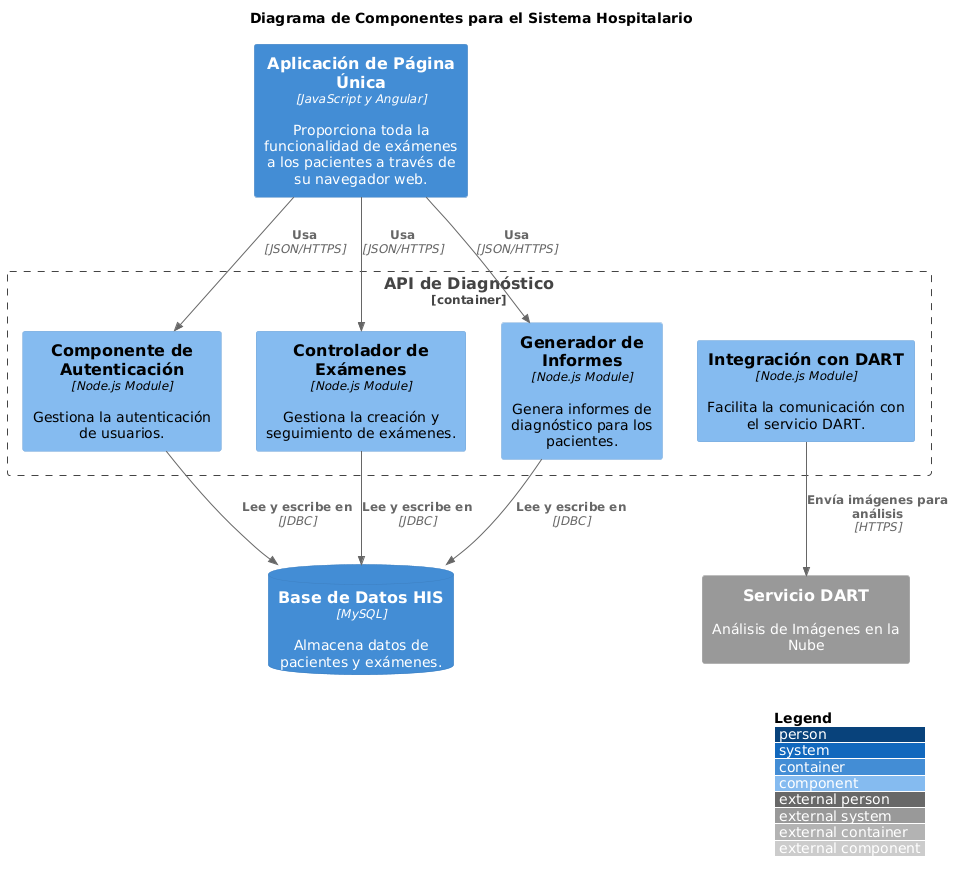 Diagrama de Componentes para el Sistema Hospitalario
Aplicación de Página
Única
[JavaScript y Angular]
Proporciona toda la
funcionalidad de exámenes
a los pacientes a través de
su navegador web.
Usa
[JSON/HTTPS]
Usa
[JSON/HTTPS]
Usa
[JSON/HTTPS]
API de Diagnóstico
[container]
Componente de
Autenticación
[Node.js Module]
Gestiona la autenticación
de usuarios.
Controlador de
Exámenes
[Node.js Module]
Gestiona la creación y
seguimiento de exámenes.
Generador de
Informes
[Node.js Module]
Genera informes de
diagnóstico para los
pacientes.
Integración con DART
[Node.js Module]
Facilita la comunicación con
el servicio DART.
Lee y escribe en
[JDBC]
Lee y escribe en
[JDBC]
Lee y escribe en
[JDBC]
Envía imágenes para
análisis
[HTTPS]
Base de Datos HIS
[MySQL]
Almacena datos de
pacientes y exámenes.
Servicio DART
Análisis de Imágenes en la
Nube
Legend
person
system
container
component
external person
external system
external container
external component